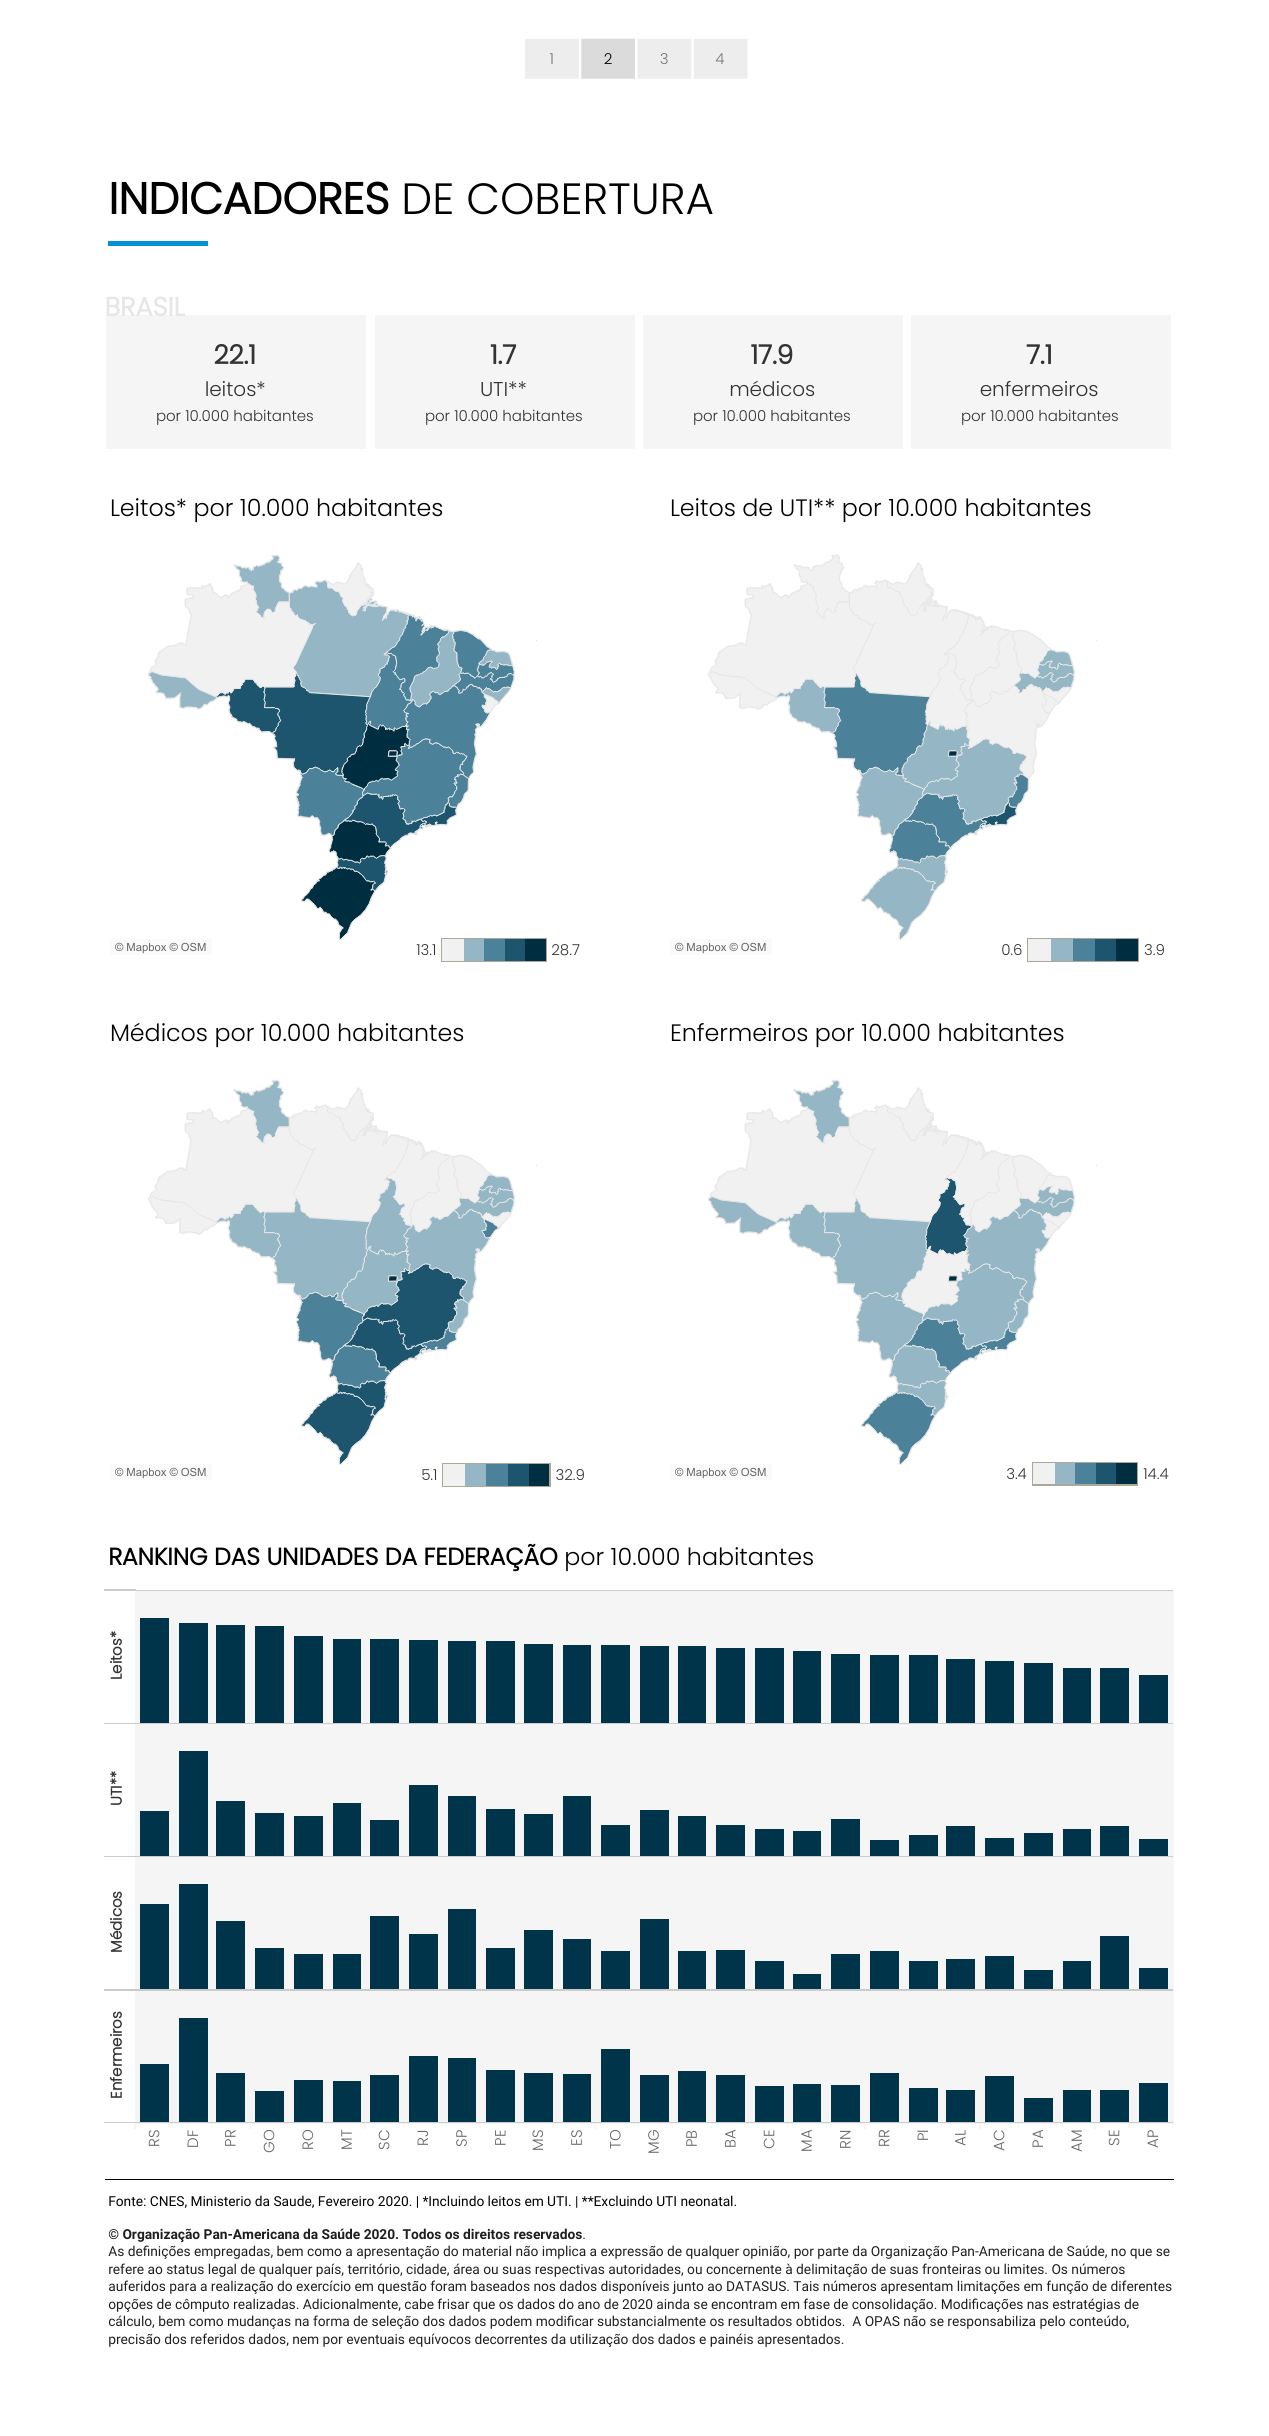 1 2 3 4
INDICADORES DE COBERTURA
BRASIL
22.1
leitos*
por 10.000 habitantes
1.7
UTI**
por 10.000 habitantes
17.9
médicos
por 10.000 habitantes
7.1
enfermeiros
por 10.000 habitantes
Leitos* por 10.000 habitantes
© Mapbox © OSM
13.1 28.7
Leitos de UTI** por 10.000 habitantes
© Mapbox © OSM
0.6 3.9
Médicos por 10.000 habitantes
© Mapbox © OSM
5.1 32.9
Enfermeiros por 10.000 habitantes
© Mapbox © OSM
3.4 14.4
RANKING DAS UNIDADES DA FEDERAÇÃO por 10.000 habitantes
Leitos*
UTI**
Médicos
Enfermeiros
RS DF PR GO RO MT SC RJ SP PE MS ES TO MG PB BA CE MA RN RR PI AL AC PA AM SE AP
Fonte: CNES, Ministerio da Saude, Fevereiro 2020. | *Incluindo leitos em UTI. | **Excluindo UTI neonatal.
© Organização Pan-Americana da Saúde 2020. Todos os direitos reservados.
As definições empregadas, bem como a apresentação do material não implica a expressão de qualquer opinião, por parte da Organização Pan-Americana de Saúde, no que se
refere ao status legal de qualquer país, território, cidade, área ou suas respectivas autoridades, ou concernente à delimitação de suas fronteiras ou limites. Os números
auferidos para a realização do exercício em questão foram baseados nos dados disponíveis junto ao DATASUS. Tais números apresentam limitações em função de diferentes
opções de cômputo realizadas. Adicionalmente, cabe frisar que os dados do ano de 2020 ainda se encontram em fase de consolidação. Modificações nas estratégias de
cálculo, bem como mudanças na forma de seleção dos dados podem modificar substancialmente os resultados obtidos.  A OPAS não se responsabiliza pelo conteúdo,
precisão dos referidos dados, nem por eventuais equívocos decorrentes da utilização dos dados e painéis apresentados.